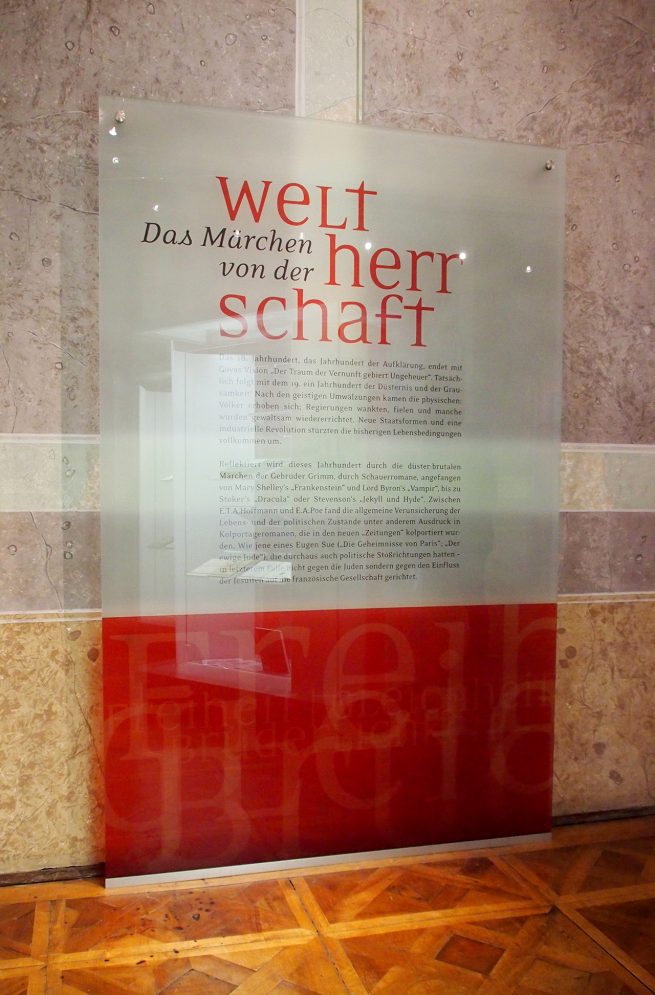 welt
Das Märchen
von der herr
schaft
Das 18. Jahrhundert, das Jahrhundert der Aufklärung, endet mit
Goyas Vision „Der Traum der Vernunft gebiert Ungeheuer“. Tatsäch-
lich folgt mit dem 19. ein Jahrhundert der Düsternis und der Grau-
samkeit: Nach den geistigen Umwälzungen kamen die physischen:
Völker erhoben sich; Regierungen wankten, fielen und manche
wurden gewaltsam wiedererrichtet. Neue Staatsformen und eine
industrielle Revolution stürzten die bisherigen Lebensbedingungen
vollkommen um.
Reflektiert wird dieses Jahrhundert durch die düster-brutalen
Märchen der Gebrüder Grimm, durch Schauerromane, angefangen
von Mary Shelley's „Frankenstein“ und Lord Byron's „Vampir“, bis zu
Stoker's „Dracula“ oder Stevenson's „Jekyll und Hyde“. Zwischen
E.T.A.Hoffmann und E.A.Poe fand die allgemeine Verunsicherung der
Lebens- und der politischen Zustände unter anderem Ausdruck in
Kolportageromanen, die in den neuen „Zeitungen“ kolportiert wur-
den. Wie jene eines Eugen Sue („Die Geheimnisse von Paris“; „Der
ewige Jude“), die durchaus auch politische Stoßrichtungen hatten -
in letzterem Falle nicht gegen die Juden sondern gegen den Einfluss
der Jesuiten auf die französische Gesellschaft gerichtet.
Freih